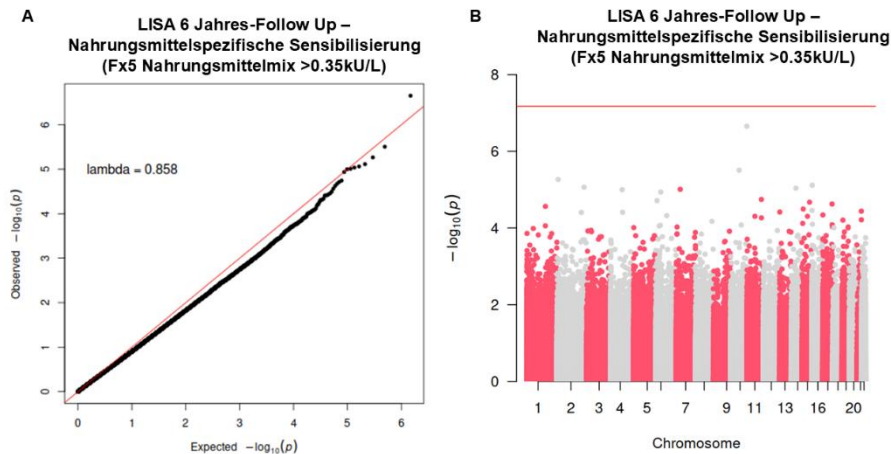 A
LISA 6 Jahres-Follow Up –
Nahrungsmittelspezifische Sensibilisierung
(Fx5 Nahrungsmittelmix >0.35kU/L)
lambda = 0.858
Observed −log10(p)
6
5
4
3
2
1
0
0 1 2 3 4 5 6
Expected −log10(p)
B
LISA 6 Jahres-Follow Up –
Nahrungsmittelspezifische Sensibilisierung
(Fx5 Nahrungsmittelmix >0.35kU/L)
−log10(p)
8
6
4
2
0
1 2 3 4 5 7 9 11 13 16 20
Chromosome